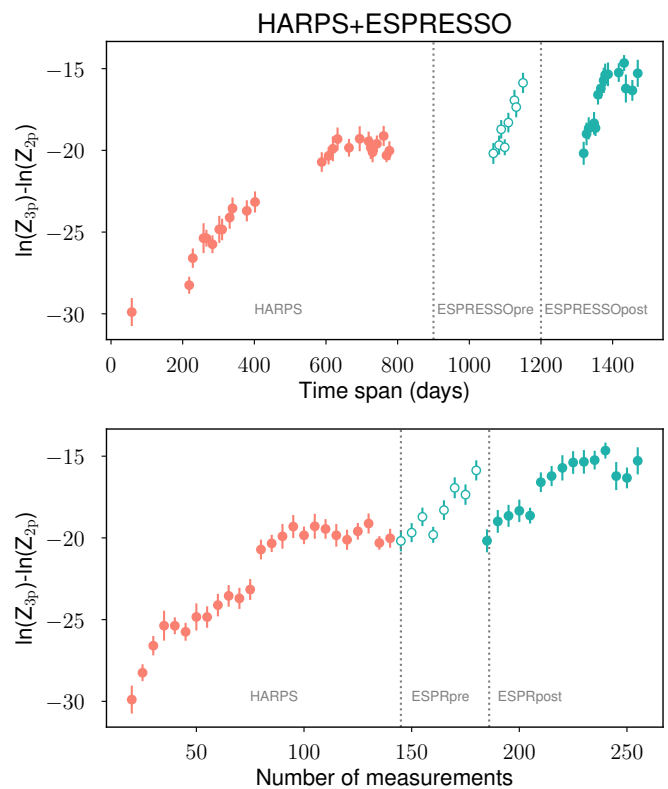 HARPS+ESPRESSO
ln(Z3p)-ln(Z2p)
−15
−20
−25
−30
HARPS
ESPRESSOpre
ESPRESSOpost
0 200 400 600 800 1000 1200 1400
Time span (days)
ln(Z3p)-ln(Z2p)
−15
−20
−25
−30
HARPS
ESPRpre
ESPRpost
50 100 150 200 250
Number of measurements